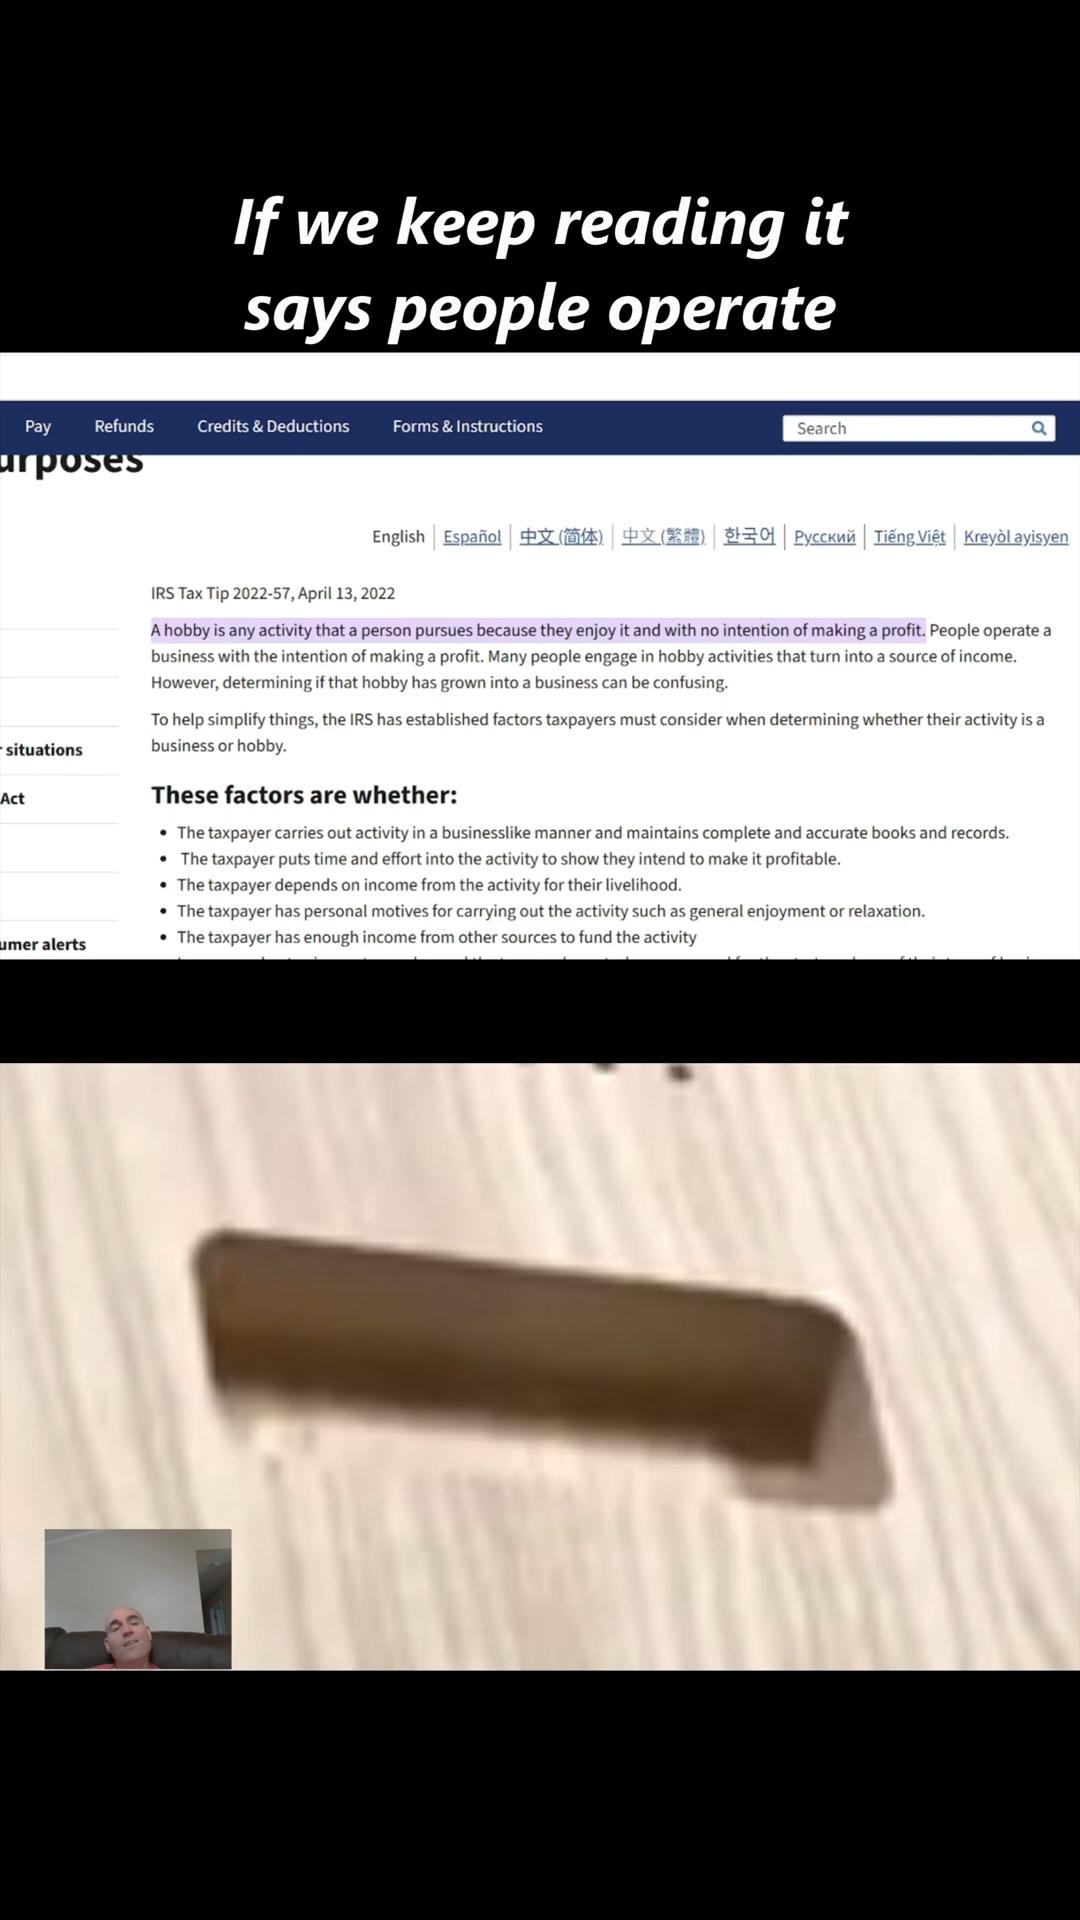 If we keep reading it
says people operate
Pay Refunds Credits & Deductions Forms & Instructions Search
urposes
English Español 中文 (简体) 中文 (繁體) 한국어 Русский Tiếng Việt Kreyòl ayisyen
IRS Tax Tip 2022-57, April 13, 2022
A hobby is any activity that a person pursues because they enjoy it and with no intention of making a profit. People operate a
business with the intention of making a profit. Many people engage in hobby activities that turn into a source of income.
However, determining if that hobby has grown into a business can be confusing.
To help simplify things, the IRS has established factors taxpayers must consider when determining whether their activity is a
business or hobby.
situations
Act
These factors are whether:
• The taxpayer carries out activity in a businesslike manner and maintains complete and accurate books and records.
• The taxpayer puts time and effort into the activity to show they intend to make it profitable.
• The taxpayer depends on income from the activity for their livelihood.
• The taxpayer has personal motives for carrying out the activity such as general enjoyment or relaxation.
• The taxpayer has enough income from other sources to fund the activity
umer alerts